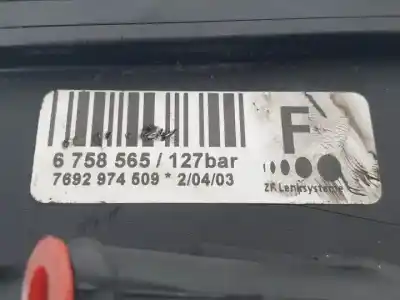 F
6 758 565 / 127bar
7692 974 509 * 2/04/03
ZF Lenksysteme